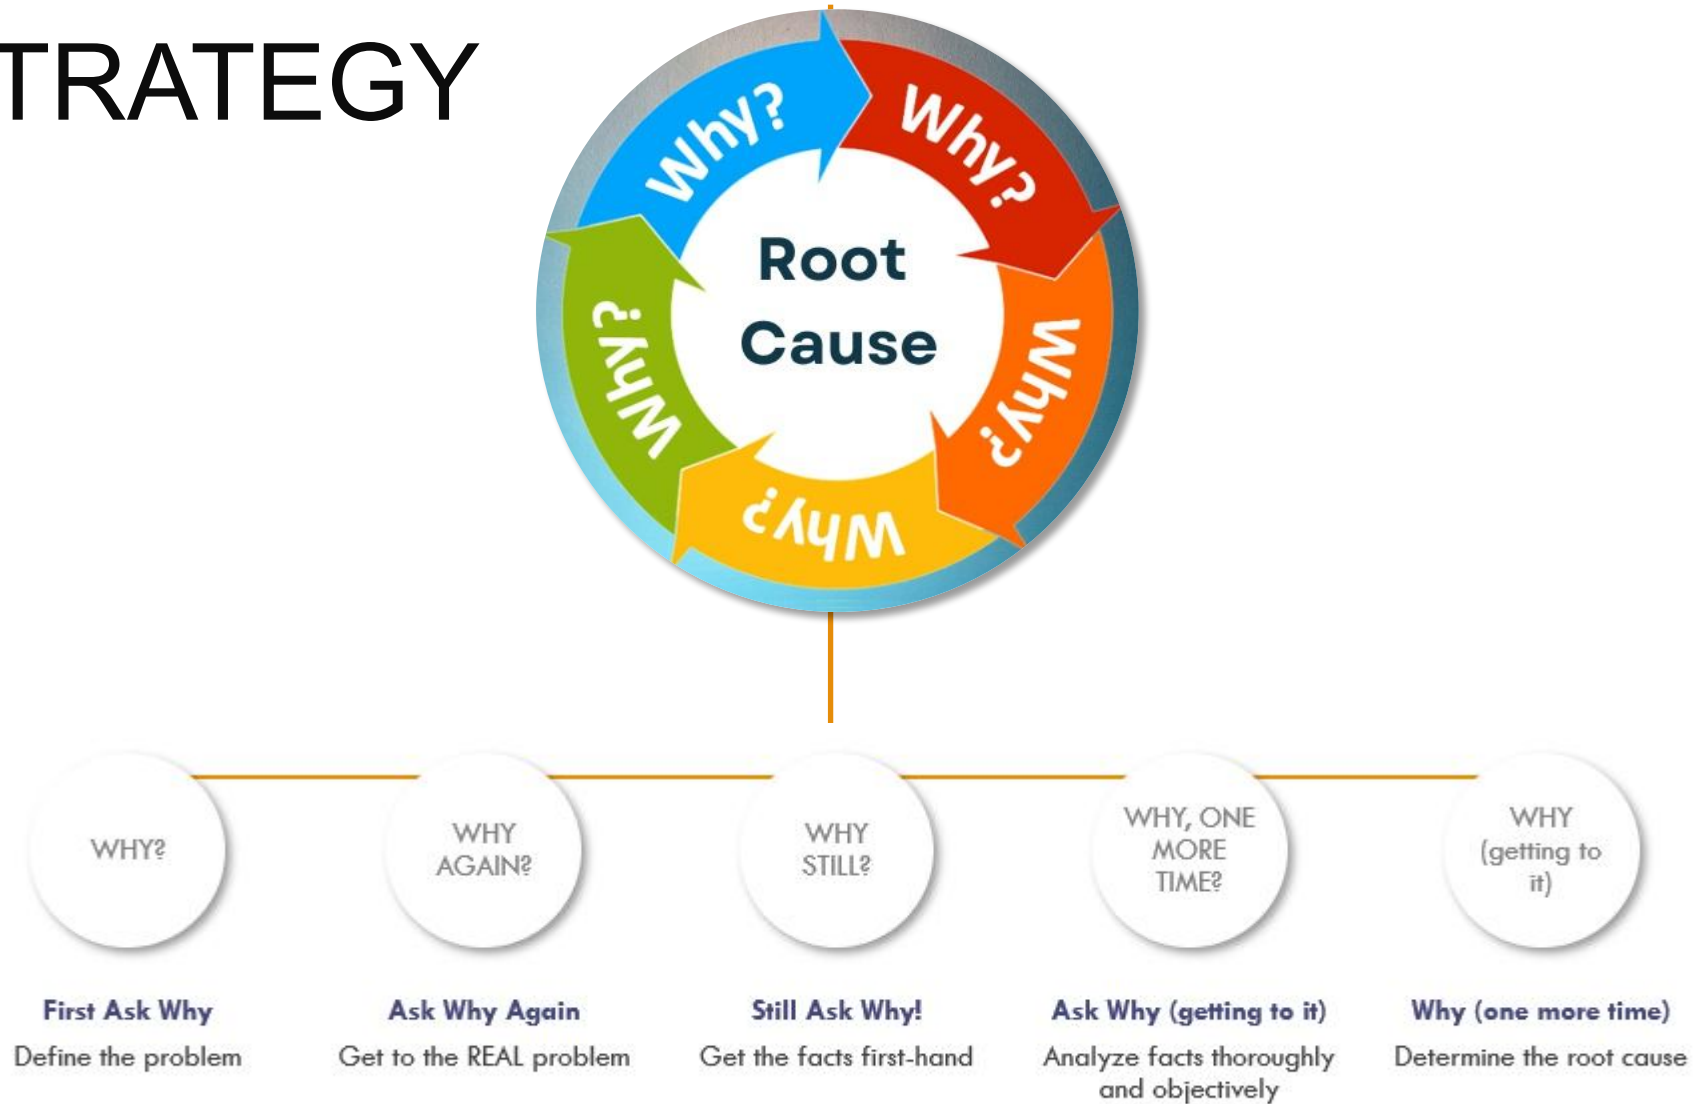 TRATEGY
Why?
Why?
Why?
Why?
Why?
Root
Cause
WHY?
WHY
AGAIN?
WHY
STILL?
WHY, ONE
MORE
TIME?
WHY
(getting to
it)
First Ask Why
Define the problem
Ask Why Again
Get to the REAL problem
Still Ask Why!
Get the facts first-hand
Ask Why (getting to it)
Analyze facts thoroughly
and objectively
Why (one more time)
Determine the root cause